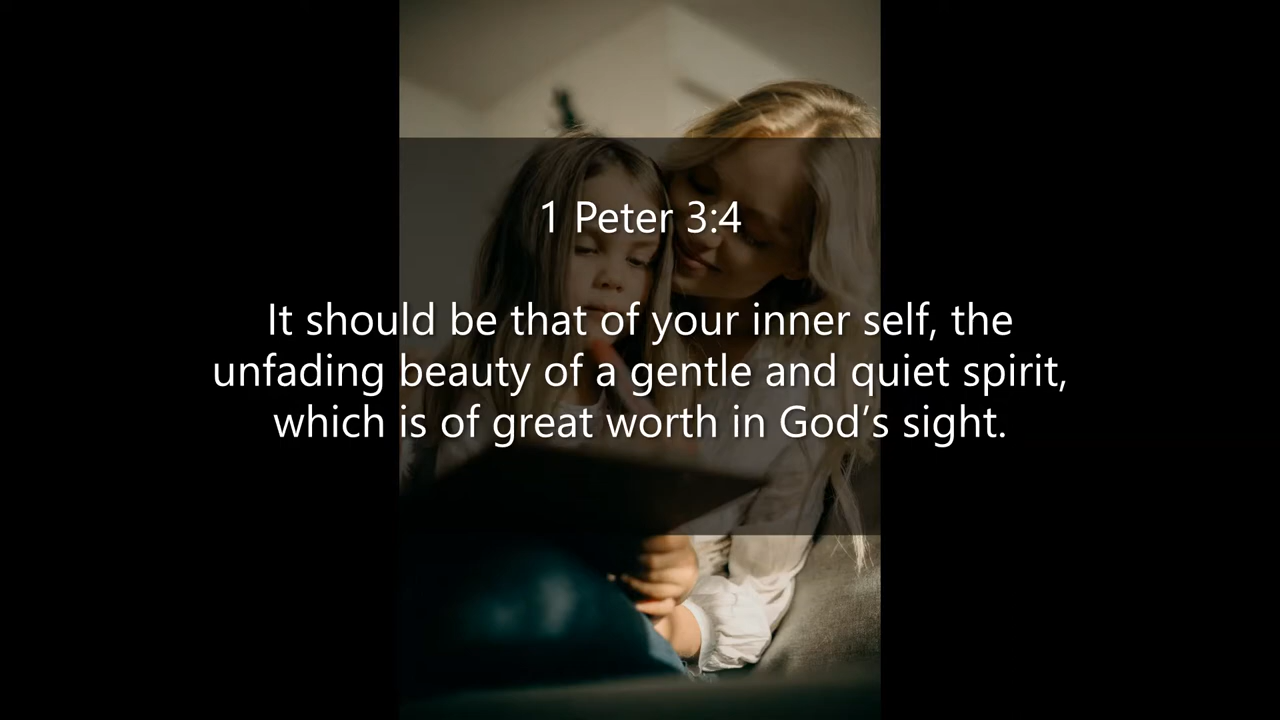 1 Peter 3:4
It should be that of your inner self, the
unfading beauty of a gentle and quiet spirit,
which is of great worth in God’s sight.